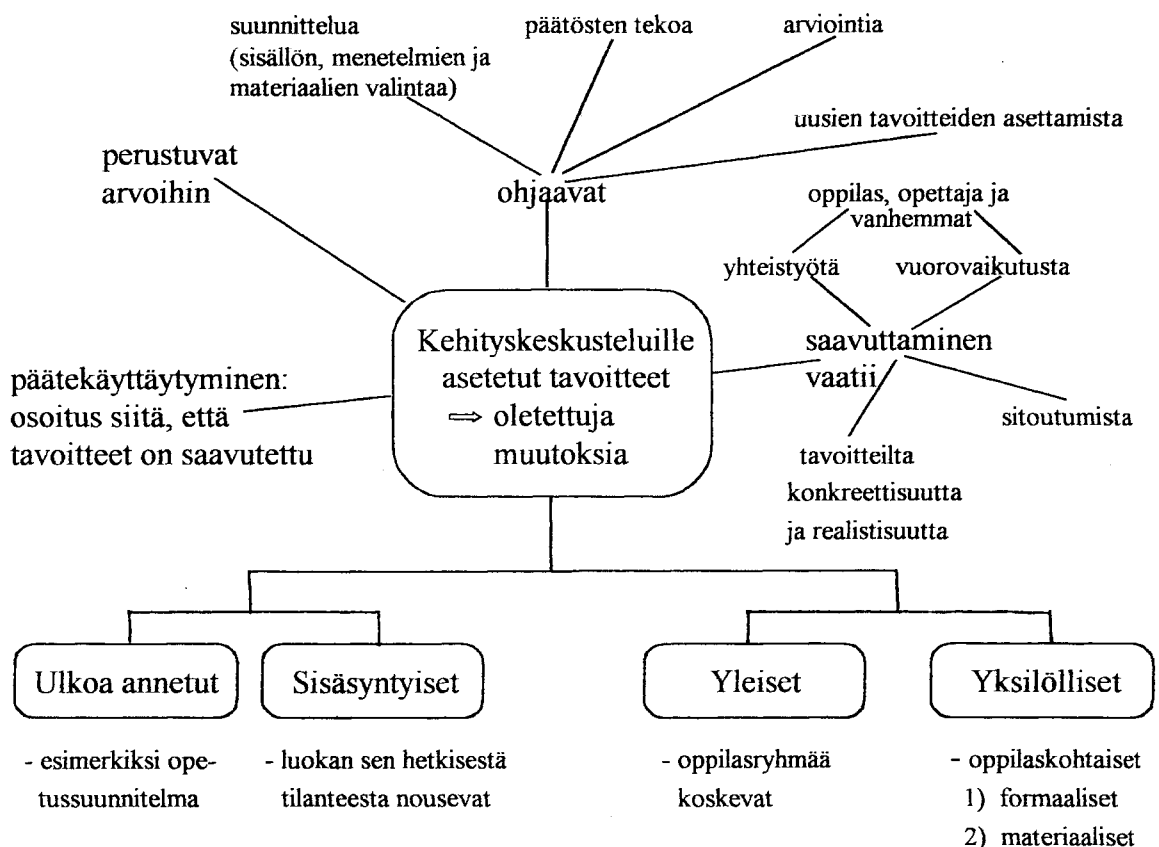 suunnittelua
(sisällön, menetelmien ja
materiaalien valintaa)
päätösten tekoa
arviointia
uusien tavoitteiden asettamista
perustuvat
arvoihin
ohjaavat
oppilas, opettaja ja
vanhemmat
yhteistyötä
vuorovaikutusta
saavuttaminen
vaatii
sitoutumista
tavoitteilta
konkreettisuutta
ja realistisuutta
Kehityskeskusteluille
asetetut tavoitteet
⇒ oletettuja
muutoksia
päätekäyttäytyminen:
osoitus siitä, että
tavoitteet on saavutettu
Ulkoa annetut
- esimerkiksi ope-
tussuunnitelma
Sisäsyntyiset
- luokan sen hetkisestä
tilanteesta nousevat
Yleiset
- oppilasryhmää
koskevat
Yksilölliset
- oppilaskohtaiset
1) formaaliset
2) materiaaliset